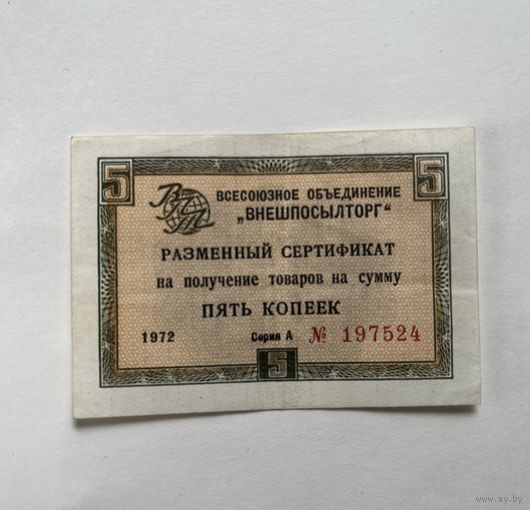 5 5
ВПТ
ВСЕСОЮЗНОЕ ОБЪЕДИНЕНИЕ
„ВНЕШПОСЫЛТОРГ“
РАЗМЕННЫЙ СЕРТИФИКАТ
на получение товаров на сумму
ПЯТЬ КОПЕЕК
1972 Серия А № 197524
5
www.ay.by